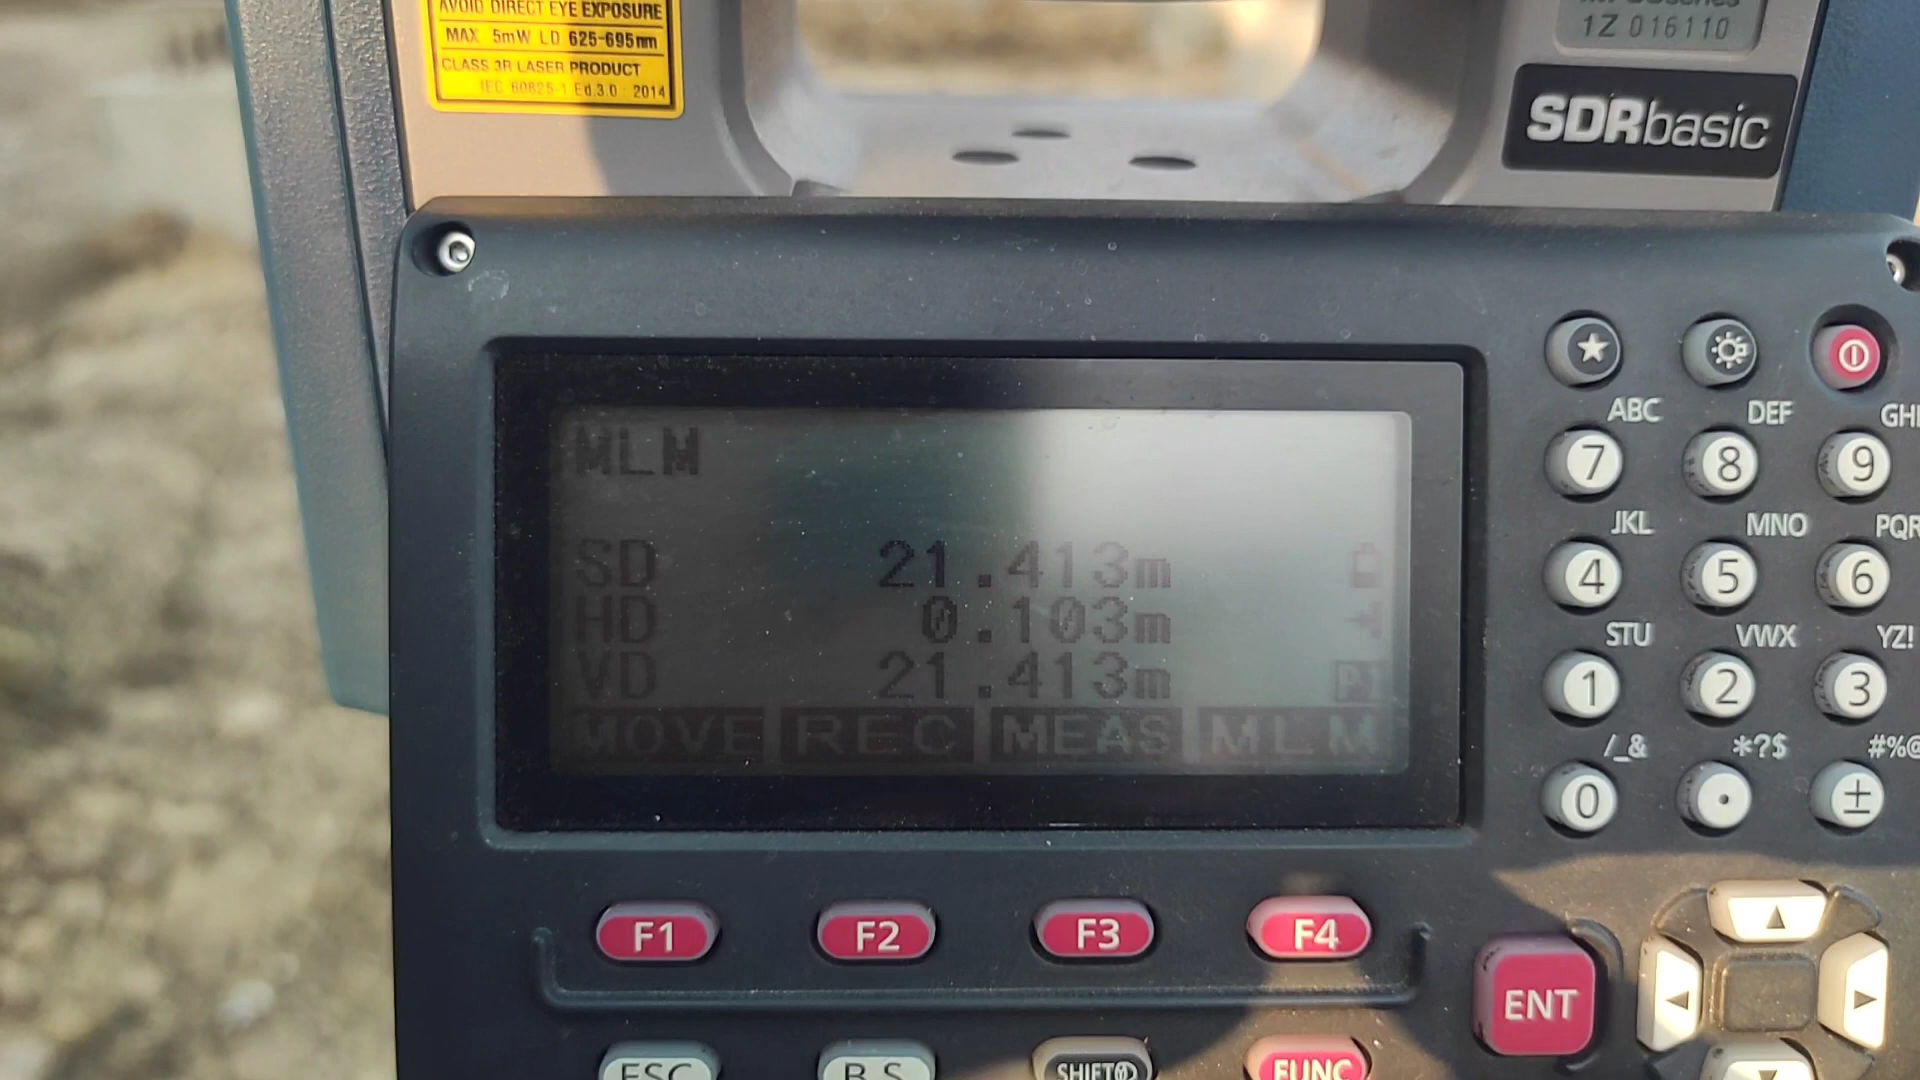 AVOID DIRECT EYE EXPOSURE
MAX 5mW LD 625-695nm
CLASS 3R LASER PRODUCT
IEC 60825-1 Ed.3.0 : 2014
1Z 016110
SDRbasic
MLM
SD 21.413m
HD 0.103m
VD 21.413m
P1
MOVE REC MEAS MLM
ABC DEF GHI
7 8 9
JKL MNO PQR
4 5 6
STU VWX YZ!
1 2 3
/_& *?$ #%@
0 . ±
F1 F2 F3 F4
ENT
ESC B.S SHIFT FUNC